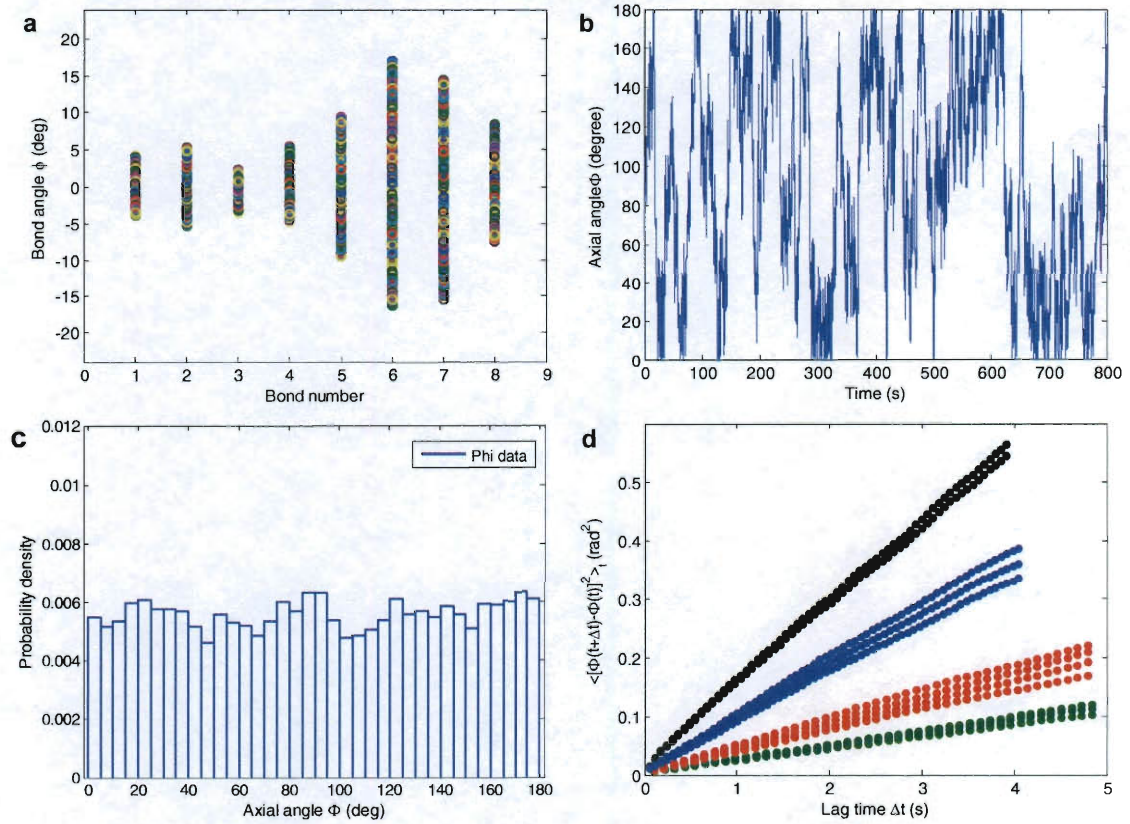 a
20
15
10
5
0
-5
-10
-15
-20
Bond angle ϕ (deg)
0 1 2 3 4 5 6 7 8 9
Bond number
b
180
160
140
120
100
80
60
40
20
0
Axial angleΦ (degree)
0 100 200 300 400 500 600 700 800
Time (s)
c
0.012
0.01
0.008
0.006
0.004
0.002
0
Probability density
Phi data
0 20 40 60 80 100 120 140 160 180
Axial angle Φ (deg)
d
0.5
0.4
0.3
0.2
0.1
0
<[Φ(t+Δt)-Φ(t)]²>t (rad²)
0 1 2 3 4 5
Lag time Δt (s)